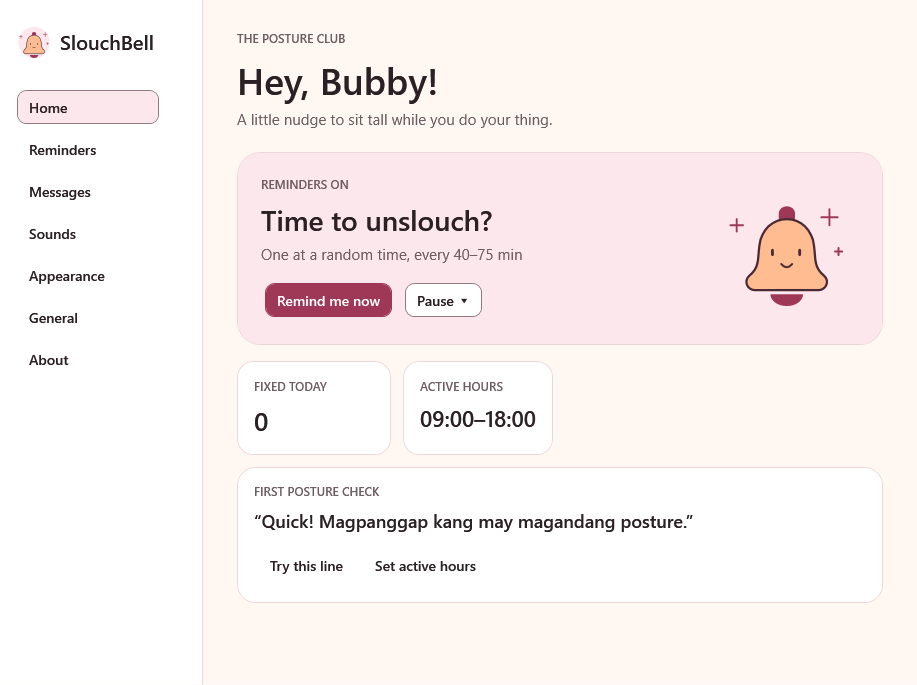 SlouchBell
Home
Reminders
Messages
Sounds
Appearance
General
About
THE POSTURE CLUB
Hey, Bubby!
A little nudge to sit tall while you do your thing.
REMINDERS ON
Time to unslouch?
One at a random time, every 40–75 min
Remind me now
Pause
FIXED TODAY
0
ACTIVE HOURS
09:00–18:00
FIRST POSTURE CHECK
“Quick! Magpanggap kang may magandang posture.”
Try this line
Set active hours